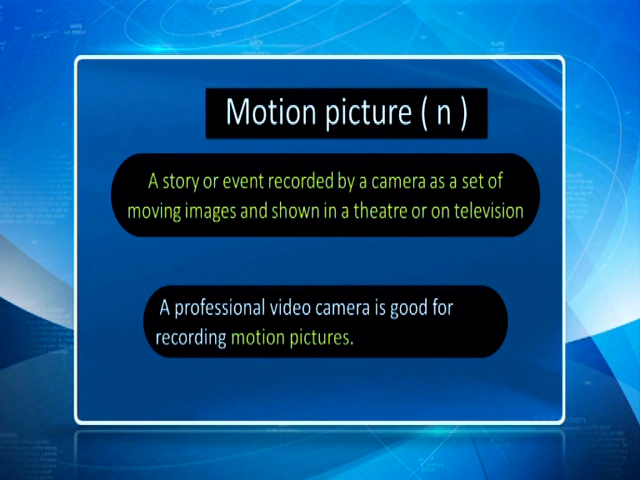 Motion picture ( n )
A story or event recorded by a camera as a set of
moving images and shown in a theatre or on television
A professional video camera is good for
recording motion pictures.